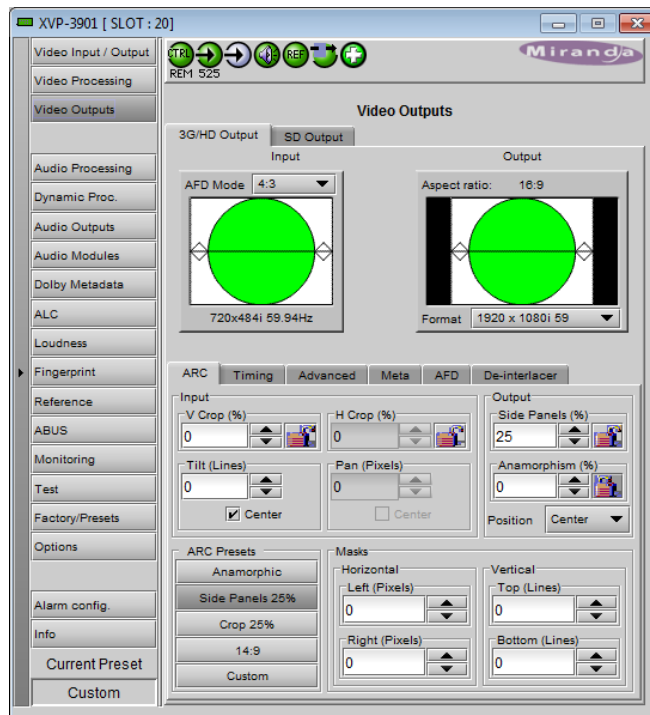 XVP-3901 [ SLOT : 20]
Video Input / Output
Video Processing
Video Outputs
Audio Processing
Dynamic Proc.
Audio Outputs
Audio Modules
Dolby Metadata
ALC
Loudness
Fingerprint
Reference
ABUS
Monitoring
Test
Factory/Presets
Options
Alarm config.
Info
Current Preset
Custom
CTRL
REF
REM 525
Miranda
Video Outputs
3G/HD Output
SD Output
Input
AFD Mode 4:3
720x484i 59.94Hz
Output
Aspect ratio: 16:9
Format 1920 x 1080i 59
ARC
Timing
Advanced
Meta
AFD
De-interlacer
Input
V Crop (%)
0
H Crop (%)
0
Tilt (Lines)
0
Center
Pan (Pixels)
0
Center
Output
Side Panels (%)
25
Anamorphism (%)
0
Position Center
ARC Presets
Anamorphic
Side Panels 25%
Crop 25%
14:9
Custom
Masks
Horizontal
Left (Pixels)
0
Right (Pixels)
0
Vertical
Top (Lines)
0
Bottom (Lines)
0